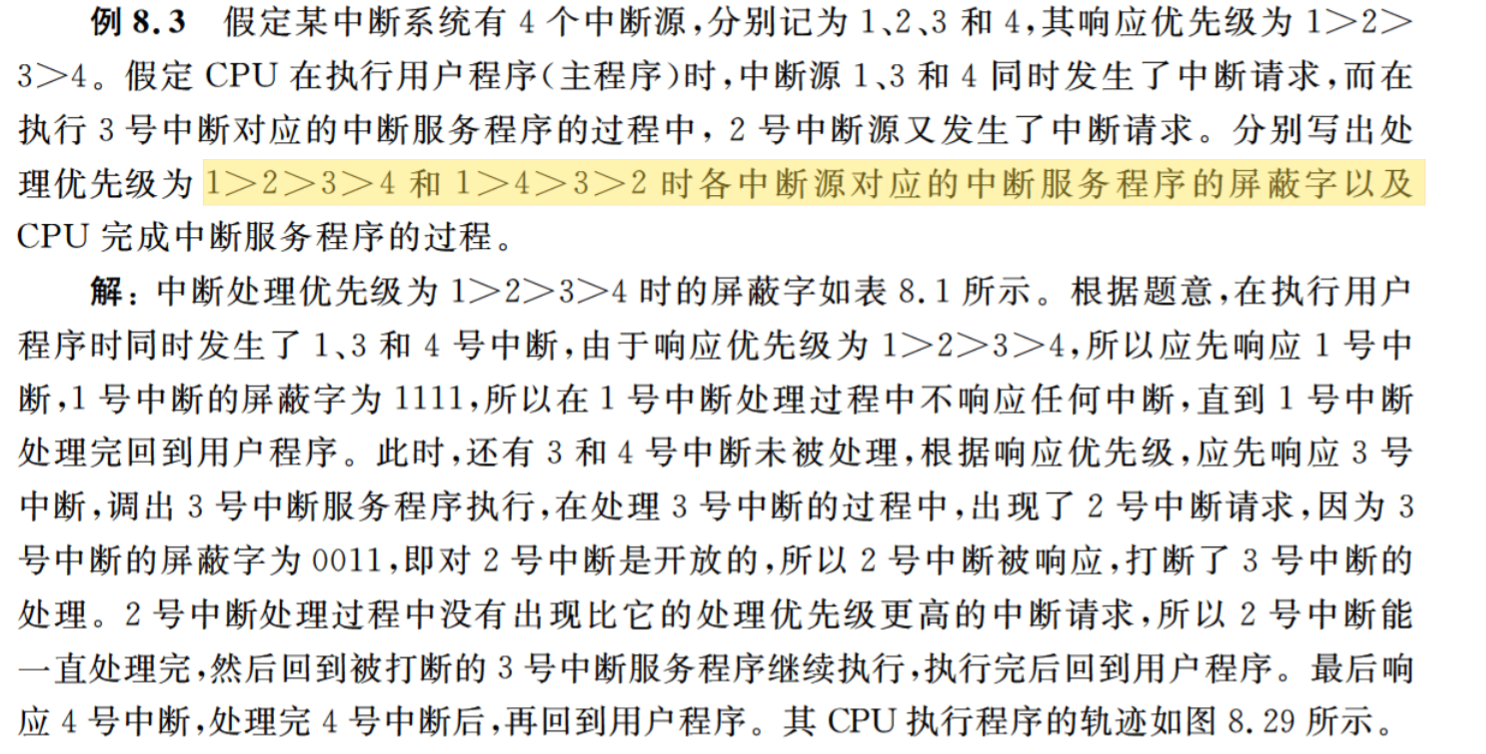 例 8.3 假定某中断系统有 4 个中断源,分别记为 1、2、3 和 4,其响应优先级为 1>2>
3>4。假定 CPU 在执行用户程序(主程序)时,中断源 1、3 和 4 同时发生了中断请求,而在
执行 3 号中断对应的中断服务程序的过程中, 2 号中断源又发生了中断请求。分别写出处
理优先级为 1>2>3>4 和 1>4>3>2 时各中断源对应的中断服务程序的屏蔽字以及
CPU 完成中断服务程序的过程。
解:中断处理优先级为 1>2>3>4 时的屏蔽字如表 8.1 所示。根据题意,在执行用户
程序时同时发生了 1、3 和 4 号中断,由于响应优先级为 1>2>3>4,所以应先响应 1 号中
断,1 号中断的屏蔽字为 1111,所以在 1 号中断处理过程中不响应任何中断,直到 1 号中断
处理完回到用户程序。此时,还有 3 和 4 号中断未被处理,根据响应优先级,应先响应 3 号
中断,调出 3 号中断服务程序执行,在处理 3 号中断的过程中,出现了 2 号中断请求,因为 3
号中断的屏蔽字为 0011,即对 2 号中断是开放的,所以 2 号中断被响应,打断了 3 号中断的
处理。2 号中断处理过程中没有出现比它的处理优先级更高的中断请求,所以 2 号中断能
一直处理完,然后回到被打断的 3 号中断服务程序继续执行,执行完后回到用户程序。最后响
应 4 号中断,处理完 4 号中断后,再回到用户程序。其 CPU 执行程序的轨迹如图 8.29 所示。